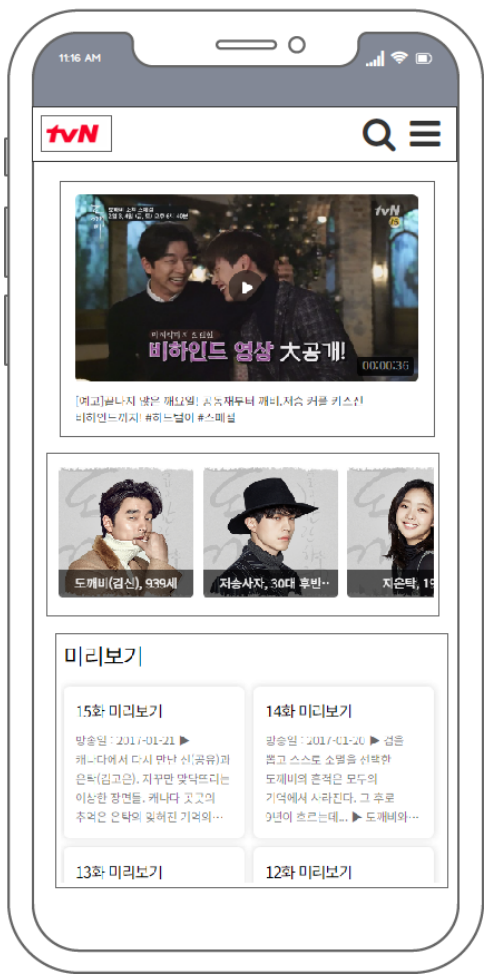 11:16 AM
tvN
tvN
15
비하인드 영상 大공개!
00:00:36
[예고]끝나지 않은 깨요일! 공동재부터 깨비,저승 커플 키스신
비하인드까지! #하드털이 #스페셜
도깨비(김신), 939세
저승사자, 30대 후반··
지은탁, 19
미리보기
15화 미리보기
14화 미리보기
방송일 : 2017-01-21 ▶
캐나다에서 다시 만난 신(공유)과
은탁(김고은). 자꾸만 맞닥뜨리는
이상한 장면들. 캐나다 곳곳의
추억은 은탁의 잊혀진 기억의···
방송일 : 2017-01-20 ▶ 검을
뽑고 스스로 소멸을 선택한
도깨비의 흔적은 모두의
기억에서 사라진다. 그 후로
9년이 흐르는데... ▶ 도깨비와···
13화 미리보기
12화 미리보기